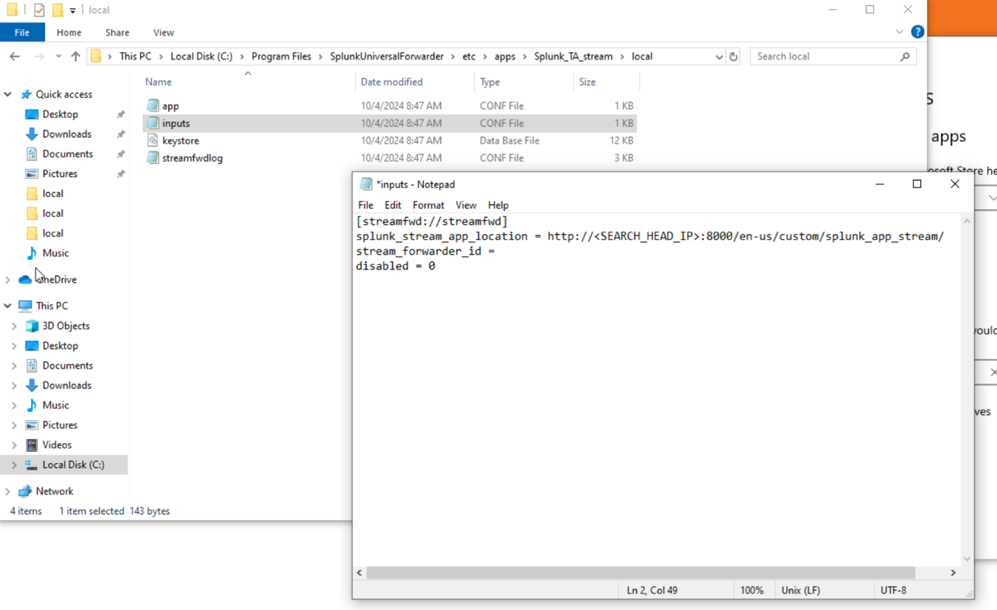 local
File
Home
Share
View
This PC
Local Disk (C:)
Program Files
SplunkUniversalForwarder
etc
apps
Splunk_TA_stream
local
Search local
Name
Date modified
Type
Size
Quick access
Desktop
Downloads
Documents
Pictures
local
local
local
Music
OneDrive
This PC
3D Objects
Desktop
Documents
Downloads
Music
Pictures
Videos
Local Disk (C:)
Network
app 10/4/2024 8:47 AM CONF File 1 KB
inputs 10/4/2024 8:47 AM CONF File 1 KB
keystore 10/4/2024 8:47 AM Data Base File 12 KB
streamfwdlog 10/4/2024 8:47 AM CONF File 3 KB
4 items 1 item selected 143 bytes
*inputs - Notepad
File Edit Format View Help
[streamfwd://streamfwd]
splunk_stream_app_location = http://<SEARCH_HEAD_IP>:8000/en-us/custom/splunk_app_stream/
stream_forwarder_id =
disabled = 0
Ln 2, Col 49 100% Unix (LF) UTF-8
apps